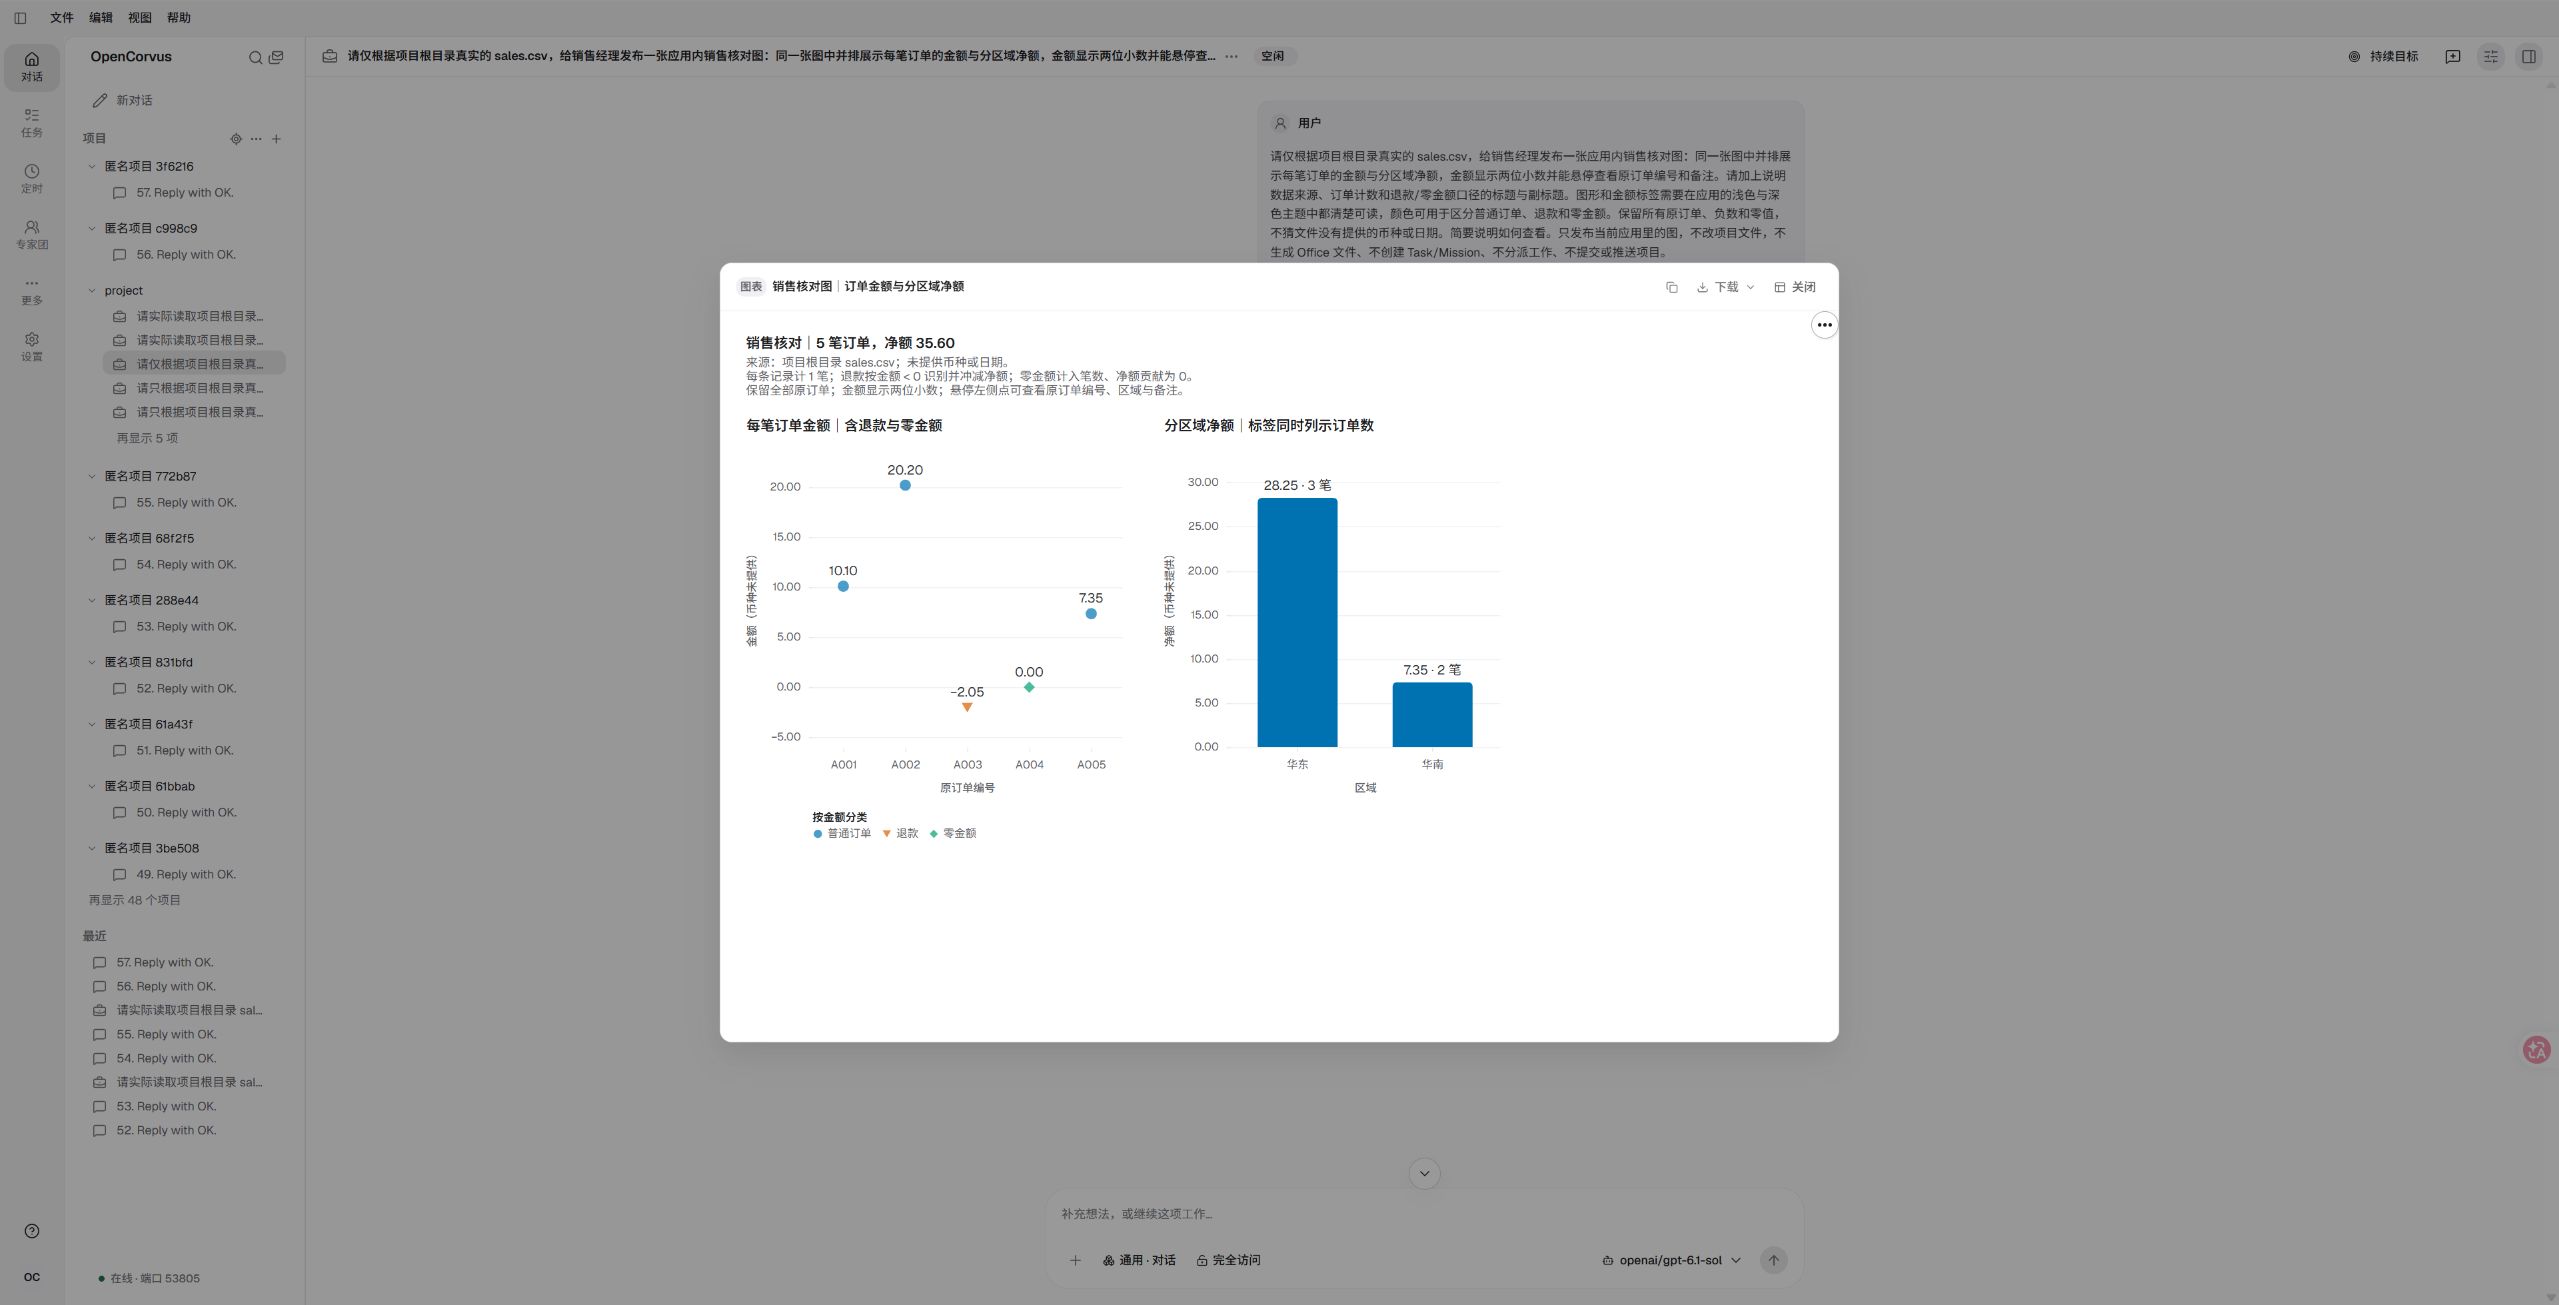 文件 编辑 视图 帮助
对话
任务
定时
专家团
更多
设置
OC
OpenCorvus
新对话
项目
匿名项目 3f6216
57. Reply with OK.
匿名项目 c998c9
56. Reply with OK.
project
请实际读取项目根目录...
请实际读取项目根目录...
请仅根据项目根目录真...
请只根据项目根目录真...
请只根据项目根目录真...
再显示 5 项
匿名项目 772b87
55. Reply with OK.
匿名项目 68f2f5
54. Reply with OK.
匿名项目 288e44
53. Reply with OK.
匿名项目 831bfd
52. Reply with OK.
匿名项目 61a43f
51. Reply with OK.
匿名项目 61bbab
50. Reply with OK.
匿名项目 3be508
49. Reply with OK.
再显示 48 个项目
最近
57. Reply with OK.
56. Reply with OK.
请实际读取项目根目录 sal...
55. Reply with OK.
54. Reply with OK.
请实际读取项目根目录 sal...
53. Reply with OK.
52. Reply with OK.
在线 · 端口 53805
请仅根据项目根目录真实的 sales.csv，给销售经理发布一张应用内销售核对图：同一张图中并排展示每笔订单的金额与分区域净额，金额显示两位小数并能悬停查... 空闲
持续目标
用户
请仅根据项目根目录真实的 sales.csv，给销售经理发布一张应用内销售核对图：同一张图中并排展
示每笔订单的金额与分区域净额，金额显示两位小数并能悬停查看原订单编号和备注。请加上说明
数据来源、订单计数和退款/零金额口径的标题与副标题。图形和金额标签需要在应用的浅色与深
色主题中都清楚可读，颜色可用于区分普通订单、退款和零金额。保留所有原订单、负数和零值，
不猜文件没有提供的币种或日期。简要说明如何查看。只发布当前应用里的图，不改项目文件，不
生成 Office 文件、不创建 Task/Mission、不分派工作、不提交或推送项目。
图表 销售核对图｜订单金额与分区域净额
下载 关闭
销售核对｜5 笔订单，净额 35.60
来源：项目根目录 sales.csv；未提供币种或日期。
每条记录计 1 笔；退款按金额 < 0 识别并冲减净额；零金额计入笔数、净额贡献为 0。
保留全部原订单；金额显示两位小数；悬停左侧点可查看原订单编号、区域与备注。
每笔订单金额｜含退款与零金额
20.00
15.00
10.00
5.00
0.00
−5.00
金额（币种未提供）
10.10
20.20
−2.05
0.00
7.35
A001 A002 A003 A004 A005
原订单编号
按金额分类
普通订单 退款 零金额
分区域净额｜标签同时列示订单数
30.00
25.00
20.00
15.00
10.00
5.00
0.00
净额（币种未提供）
28.25 · 3 笔
7.35 · 2 笔
华东 华南
区域
补充想法，或继续这项工作...
通用 · 对话 完全访问
openai/gpt-6.1-sol